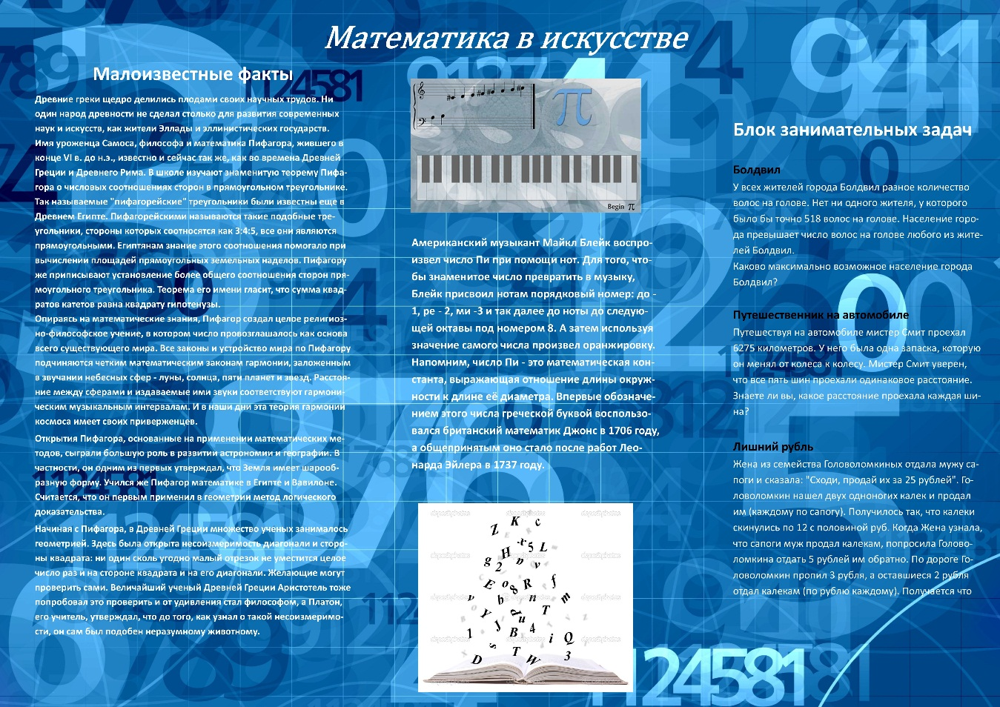 Математика в искусстве
Малоизвестные факты
Древние греки щедро делились плодами своих научных трудов. Ни
один народ древности не сделал столько для развития современных
наук и искусств, как жители Эллады и эллинистических государств.
Имя уроженца Самоса, философа и математика Пифагора, жившего в
конце VI в. до н.э., известно и сейчас так же, как во времена Древней
Греции и Древнего Рима. В школе изучают знаменитую теорему Пифа-
гора о числовых соотношениях сторон в прямоугольном треугольнике.
Так называемые "пифагорейские" треугольники были известны еще в
Древнем Египте. Пифагорейскими называются такие подобные тре-
угольники, стороны которых соотносятся как 3:4:5, все они являются
прямоугольными. Египтянам знание этого соотношения помогало при
вычислении площадей прямоугольных земельных наделов. Пифагору
же приписывают установление более общего соотношения сторон пря-
моугольного треугольника. Теорема его имени гласит, что сумма квад-
ратов катетов равна квадрату гипотенузы.
Опираясь на математические знания, Пифагор создал целое религиоз-
но-философское учение, в котором число провозглашалось как основа
всего существующего мира. Все законы и устройство мира по Пифагору
подчиняются четким математическим законам гармонии, заложенным
в звучании небесных сфер - луны, солнца, пяти планет и звезд. Расстоя-
ние между сферами и издаваемые ими звуки соответствуют гармони-
ческим музыкальным интервалам. И в наши дни эта теория гармонии
космоса имеет своих приверженцев.
Открытия Пифагора, основанные на применении математических ме-
тодов, сыграли большую роль в развитии астрономии и географии. В
частности, он одним из первых утверждал, что Земля имеет шарооб-
разную форму. Учился же Пифагор математике в Египте и Вавилоне.
Считается, что он первым применил в геометрии метод логического
доказательства.
Начиная с Пифагора, в Древней Греции множество ученых занималось
геометрией. Здесь была открыта несоизмеримость диагонали и сторо-
ны квадрата: ни один сколь угодно малый отрезок не уместится целое
число раз и на стороне квадрата и на его диагонали. Желающие могут
проверить сами. Величайший ученый Древней Греции Аристотель тоже
попробовал это проверить и от удивления стал философом, а Платон,
его учитель, утверждал, что до того, как узнал о такой несоизмеримо-
сти, он сам был подобен неразумному животному.
π
Begin π
Американский музыкант Майкл Блейк воспро-
извел число Пи при помощи нот. Для того, что-
бы знаменитое число превратить в музыку,
Блейк присвоил нотам порядковый номер: до -
1, ре - 2, ми -3 и так далее до ноты до следую-
щей октавы под номером 8. А затем используя
значение самого числа произвел оранжировку.
Напомним, число Пи - это математическая кон-
станта, выражающая отношение длины окруж-
ности к длине её диаметра. Впервые обозначе-
нием этого числа греческой буквой воспользо-
вался британский математик Джонс в 1706 году,
а общепринятым оно стало после работ Лео-
нарда Эйлера в 1737 году.
Блок занимательных задач
Болдвил
У всех жителей города Болдвил разное количество
волос на голове. Нет ни одного жителя, у которого
было бы точно 518 волос на голове. Население горо-
да превышает число волос на голове любого из жите-
лей Болдвил.
Каково максимально возможное население города
Болдвил?
Путешественник на автомобиле
Путешествуя на автомобиле мистер Смит проехал
6275 километров. У него была одна запаска, которую
он менял от колеса к колесу. Мистер Смит уверен,
что все пять шин проехали одинаковое расстояние.
Знаете ли вы, какое расстояние проехала каждая ши-
на?
Лишний рубль
Жена из семейства Головоломкиных отдала мужу са-
поги и сказала: "Сходи, продай их за 25 рублей". Го-
ловоломкин нашел двух одноногих калек и продал
им (каждому по сапогу). Получилось так, что калеки
скинулись по 12 с половиной руб. Когда Жена узнала,
что сапоги муж продал калекам, попросила Голово-
ломкина отдать 5 рублей им обратно. По дороге Го-
ловоломкин пропил 3 рубля, а оставшиеся 2 рубля
отдал калекам (по рублю каждому). Получается что
1124581